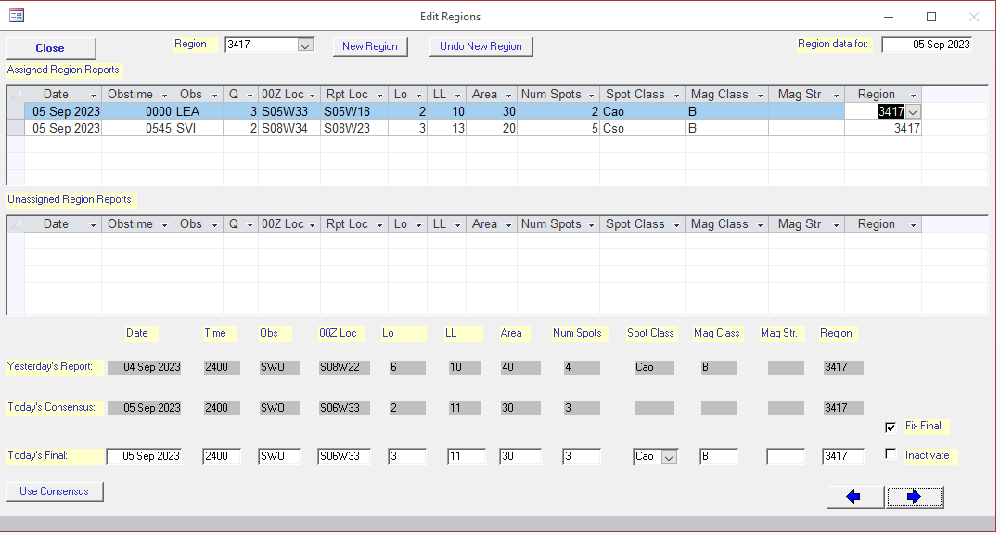 Edit Regions
Close Region 3417 New Region Undo New Region Region data for: 05 Sep 2023
Assigned Region Reports
Date Obstime Obs Q 00Z Loc Rpt Loc Lo LL Area Num Spots Spot Class Mag Class Mag Str Region
05 Sep 2023 0000 LEA 3 S05W33 S05W18 2 10 30 2 Cao B 3417
05 Sep 2023 0545 SVI 2 S08W34 S08W23 3 13 20 5 Cso B 3417
Unassigned Region Reports
Date Obstime Obs Q 00Z Loc Rpt Loc Lo LL Area Num Spots Spot Class Mag Class Mag Str Region
Date Time Obs 00Z Loc Lo LL Area Num Spots Spot Class Mag Class Mag Str. Region
Yesterday's Report: 04 Sep 2023 2400 SWO S08W22 6 10 40 4 Cao B 3417
Today's Consensus: 05 Sep 2023 2400 SWO S06W33 2 11 30 3 3417
Fix Final
Today's Final: 05 Sep 2023 2400 SWO S06W33 3 11 30 3 Cao B 3417 Inactivate
Use Consensus